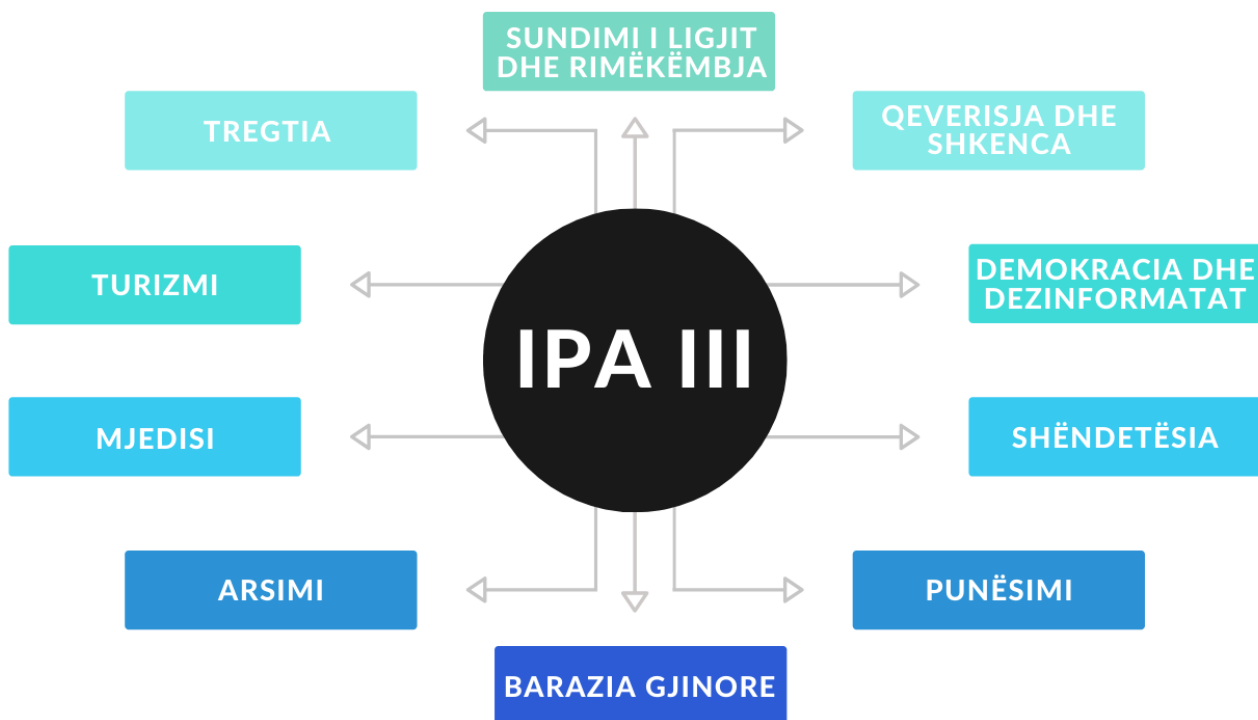 SUNDIMI I LIGJIT
DHE RIMËKËMBJA
TREGTIA
QEVERISJA DHE
SHKENCA
TURIZMI
DEMOKRACIA DHE
DEZINFORMATAT
IPA III
MJEDISI
SHËNDETËSIA
ARSIMI
PUNËSIMI
BARAZIA GJINORE